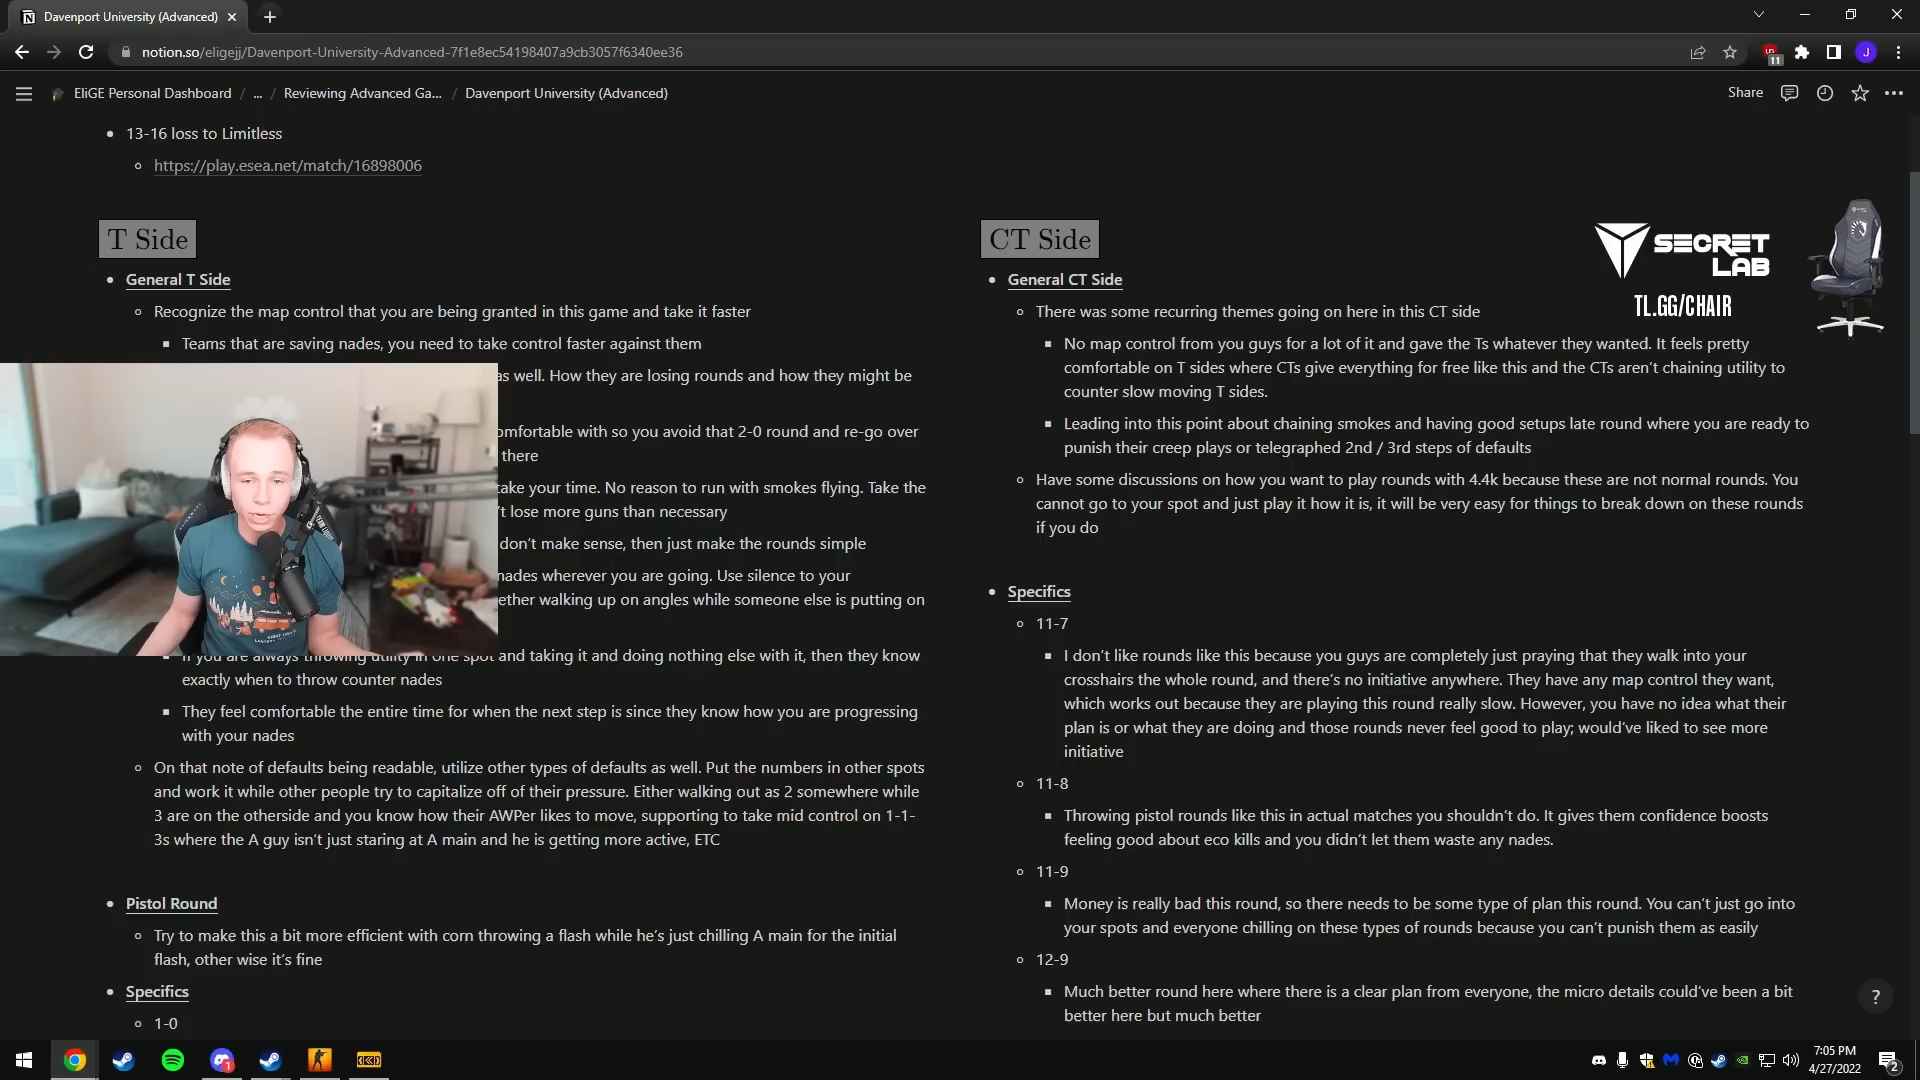 Davenport University (Advanced)
notion.so/eligejj/Davenport-University-Advanced-7f1e8ec54198407a9cb3057f6340ee36
11
J
EliGE Personal Dashboard / ... / Reviewing Advanced Ga... / Davenport University (Advanced)
Share
13-16 loss to Limitless
https://play.esea.net/match/16898006
T Side
General T Side
Recognize the map control that you are being granted in this game and take it faster
Teams that are saving nades, you need to take control faster against them
as well. How they are losing rounds and how they might be
omfortable with so you avoid that 2-0 round and re-go over
there
take your time. No reason to run with smokes flying. Take the
't lose more guns than necessary
don't make sense, then just make the rounds simple
nades wherever you are going. Use silence to your
ether walking up on angles while someone else is putting on
If you are always throwing utility in one spot and taking it and doing nothing else with it, then they know
exactly when to throw counter nades
They feel comfortable the entire time for when the next step is since they know how you are progressing
with your nades
On that note of defaults being readable, utilize other types of defaults as well. Put the numbers in other spots
and work it while other people try to capitalize off of their pressure. Either walking out as 2 somewhere while
3 are on the otherside and you know how their AWPer likes to move, supporting to take mid control on 1-1-
3s where the A guy isn't just staring at A main and he is getting more active, ETC
Pistol Round
Try to make this a bit more efficient with corn throwing a flash while he's just chilling A main for the initial
flash, other wise it's fine
Specifics
1-0
CT Side
General CT Side
There was some recurring themes going on here in this CT side
No map control from you guys for a lot of it and gave the Ts whatever they wanted. It feels pretty
comfortable on T sides where CTs give everything for free like this and the CTs aren't chaining utility to
counter slow moving T sides.
Leading into this point about chaining smokes and having good setups late round where you are ready to
punish their creep plays or telegraphed 2nd / 3rd steps of defaults
Have some discussions on how you want to play rounds with 4.4k because these are not normal rounds. You
cannot go to your spot and just play it how it is, it will be very easy for things to break down on these rounds
if you do
Specifics
11-7
I don't like rounds like this because you guys are completely just praying that they walk into your
crosshairs the whole round, and there's no initiative anywhere. They have any map control they want,
which works out because they are playing this round really slow. However, you have no idea what their
plan is or what they are doing and those rounds never feel good to play; would've liked to see more
initiative
11-8
Throwing pistol rounds like this in actual matches you shouldn't do. It gives them confidence boosts
feeling good about eco kills and you didn't let them waste any nades.
11-9
Money is really bad this round, so there needs to be some type of plan this round. You can't just go into
your spots and everyone chilling on these types of rounds because you can't punish them as easily
12-9
Much better round here where there is a clear plan from everyone, the micro details could've been a bit
better here but much better
SECRET
LAB
TL.GG/CHAIR
?
1
7:05 PM
4/27/2022
2